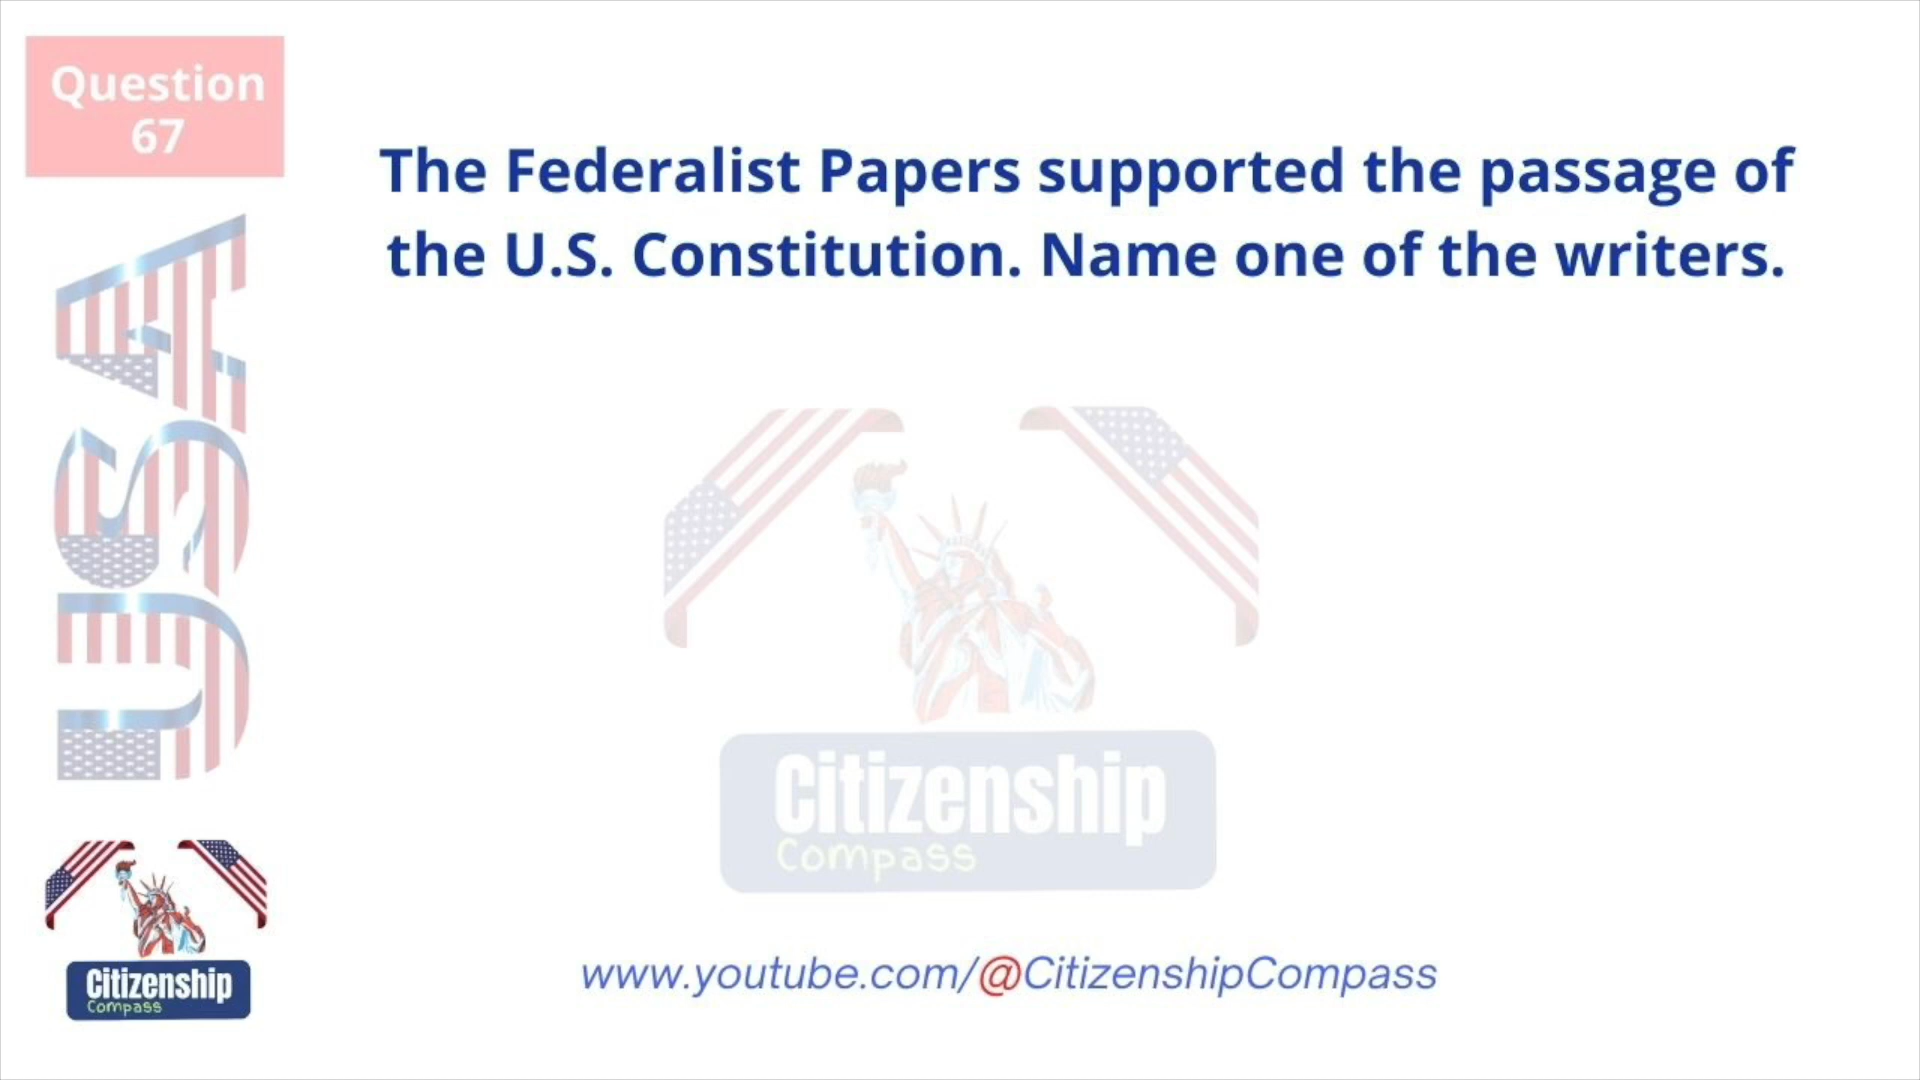 Question
67
The Federalist Papers supported the passage of
the U.S. Constitution. Name one of the writers.
USA
Citizenship
Compass
Citizenship
Compass
www.youtube.com/@CitizenshipCompass